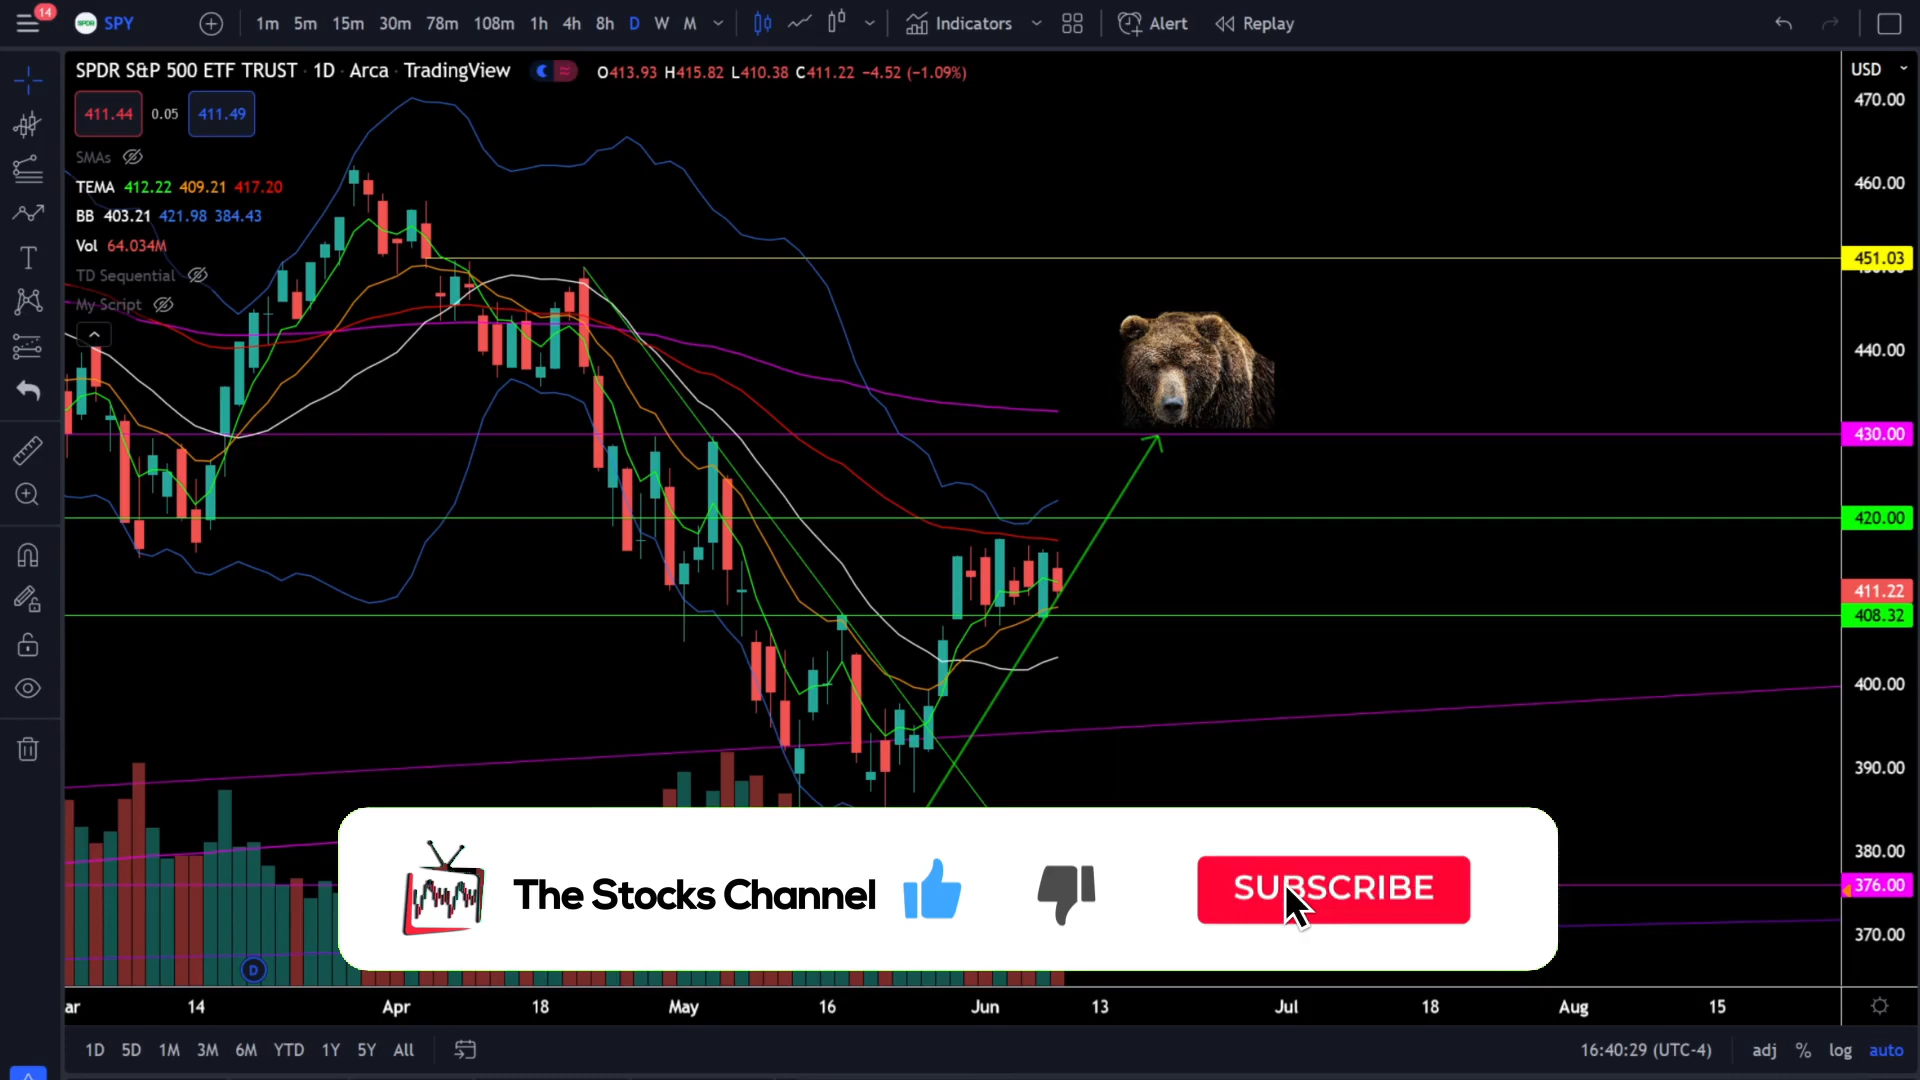 14
SPDR SPY 1m 5m 15m 30m 78m 108m 1h 4h 8h D W M Indicators Alert Replay
SPDR S&P 500 ETF TRUST · 1D · Arca · TradingView O413.93 H415.82 L410.38 C411.22 −4.52 (−1.09%)
USD
411.44 0.05 411.49
SMAs
TEMA 412.22 409.21 417.20
BB 403.21 421.98 384.43
Vol 64.034M
TD Sequential
My Script
470.00
460.00
451.03
440.00
430.00
420.00
411.22
408.32
400.00
390.00
380.00
376.00
370.00
The Stocks Channel SUBSCRIBE
D
ar 14 Apr 18 May 16 Jun 13 Jul 18 Aug 15
1D 5D 1M 3M 6M YTD 1Y 5Y All 16:40:29 (UTC-4) adj % log auto